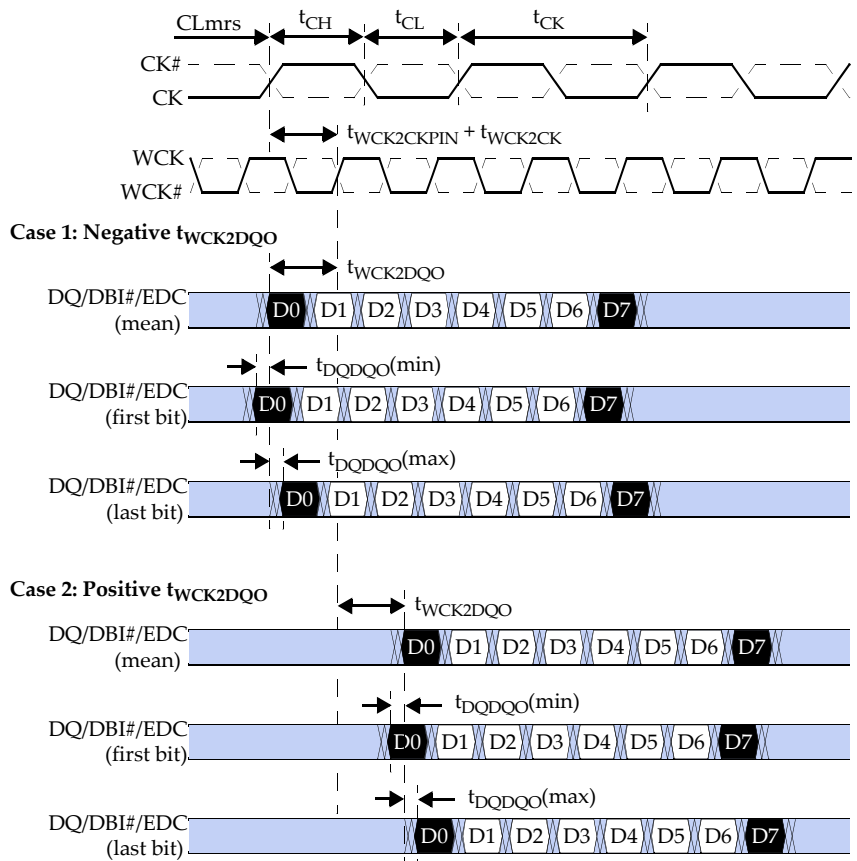 CLmrs tCH tCL tCK
CK#
CK
tWCK2CKPIN + tWCK2CK
WCK
WCK#
Case 1: Negative tWCK2DQO
tWCK2DQO
DQ/DBI#/EDC
(mean)
D0 D1 D2 D3 D4 D5 D6 D7
tDQDQO(min)
DQ/DBI#/EDC
(first bit)
D0 D1 D2 D3 D4 D5 D6 D7
tDQDQO(max)
DQ/DBI#/EDC
(last bit)
D0 D1 D2 D3 D4 D5 D6 D7
Case 2: Positive tWCK2DQO
tWCK2DQO
DQ/DBI#/EDC
(mean)
D0 D1 D2 D3 D4 D5 D6 D7
tDQDQO(min)
DQ/DBI#/EDC
(first bit)
D0 D1 D2 D3 D4 D5 D6 D7
tDQDQO(max)
DQ/DBI#/EDC
(last bit)
D0 D1 D2 D3 D4 D5 D6 D7